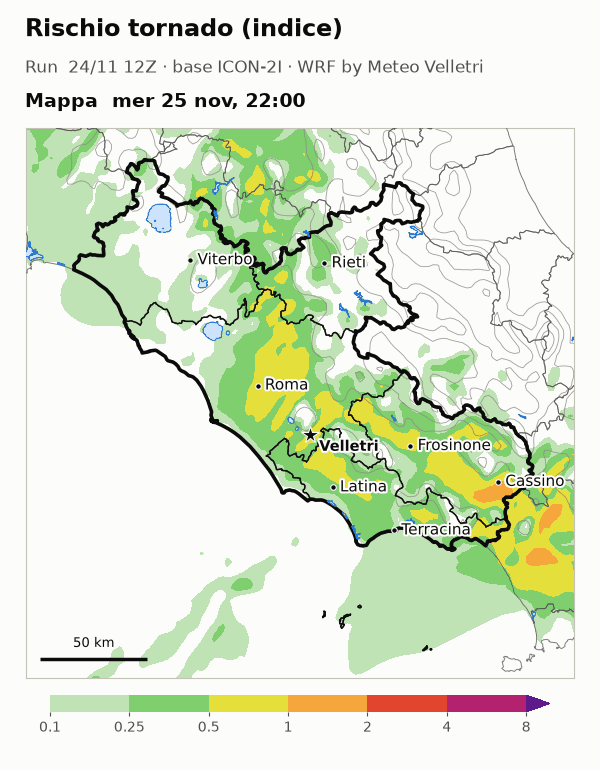 Rischio tornado (indice)
Run 24/11 12Z · base ICON-2I · WRF by Meteo Velletri
Mappa mer 25 nov, 22:00
Viterbo
Rieti
Roma
Velletri
Frosinone
Cassino
Latina
Terracina
50 km
0.1 0.25 0.5 1 2 4 8